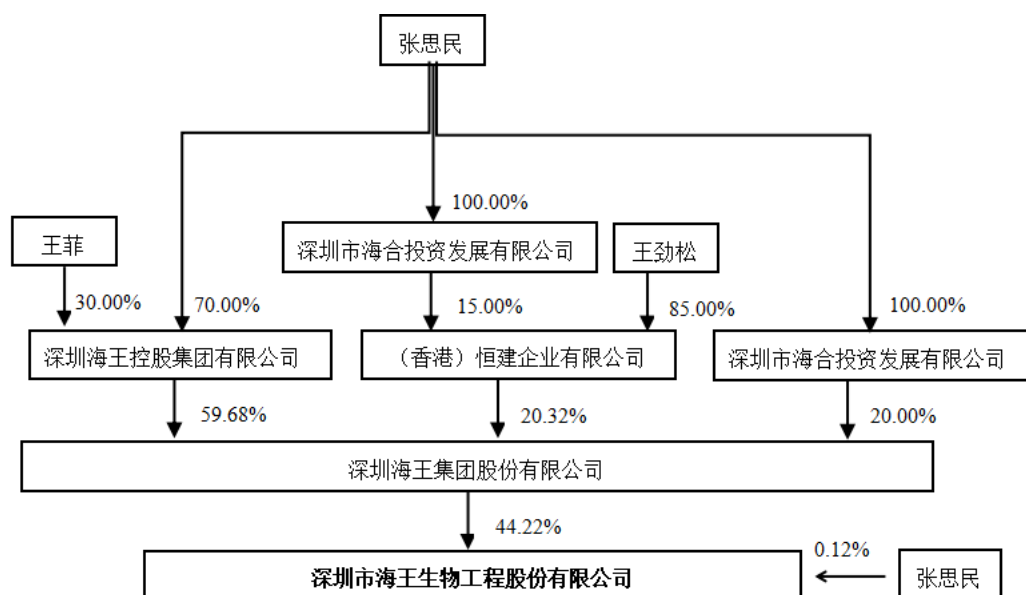 张思民
100.00%
王菲
深圳市海合投资发展有限公司
王劲松
30.00%
70.00%
15.00%
85.00%
100.00%
深圳海王控股集团有限公司
（香港）恒建企业有限公司
深圳市海合投资发展有限公司
59.68%
20.32%
20.00%
深圳海王集团股份有限公司
44.22%
0.12%
深圳市海王生物工程股份有限公司
张思民